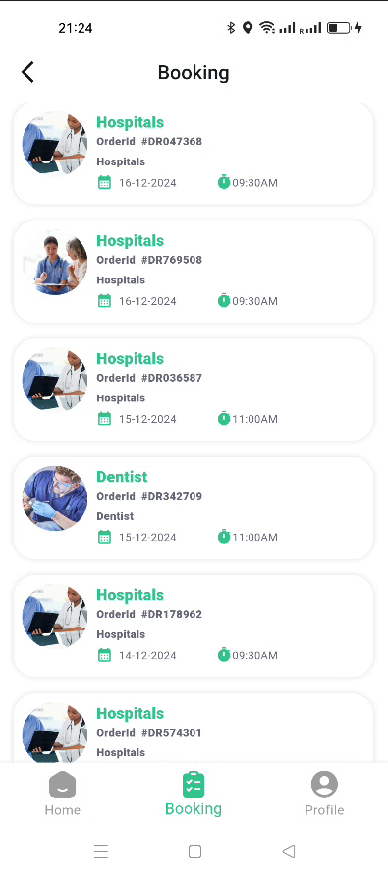 21:24
R
Booking
Hospitals
OrderId #DR047368
Hospitals
16-12-2024 09:30AM
Hospitals
OrderId #DR769508
Hospitals
16-12-2024 09:30AM
Hospitals
OrderId #DR036587
Hospitals
15-12-2024 11:00AM
Dentist
OrderId #DR342709
Dentist
15-12-2024 11:00AM
Hospitals
OrderId #DR178962
Hospitals
14-12-2024 09:30AM
Hospitals
OrderId #DR574301
Hospitals
Home Booking Profile